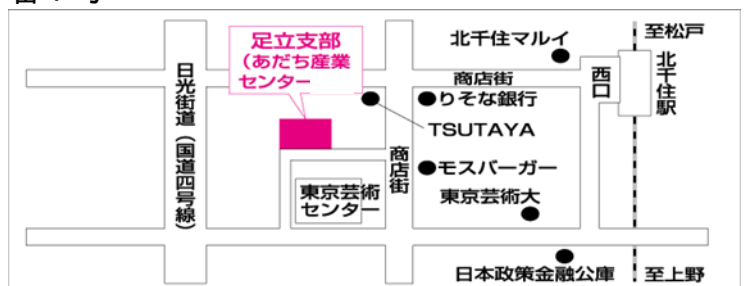 足立支部
(あだち産業
センター
北千住マルイ
至松戸
商店街
りそな銀行
西口
北千住駅
TSUTAYA
日光街道(国道四号線)
商店街
モスバーガー
東京芸術
センター
東京芸術大
日本政策金融公庫
至上野